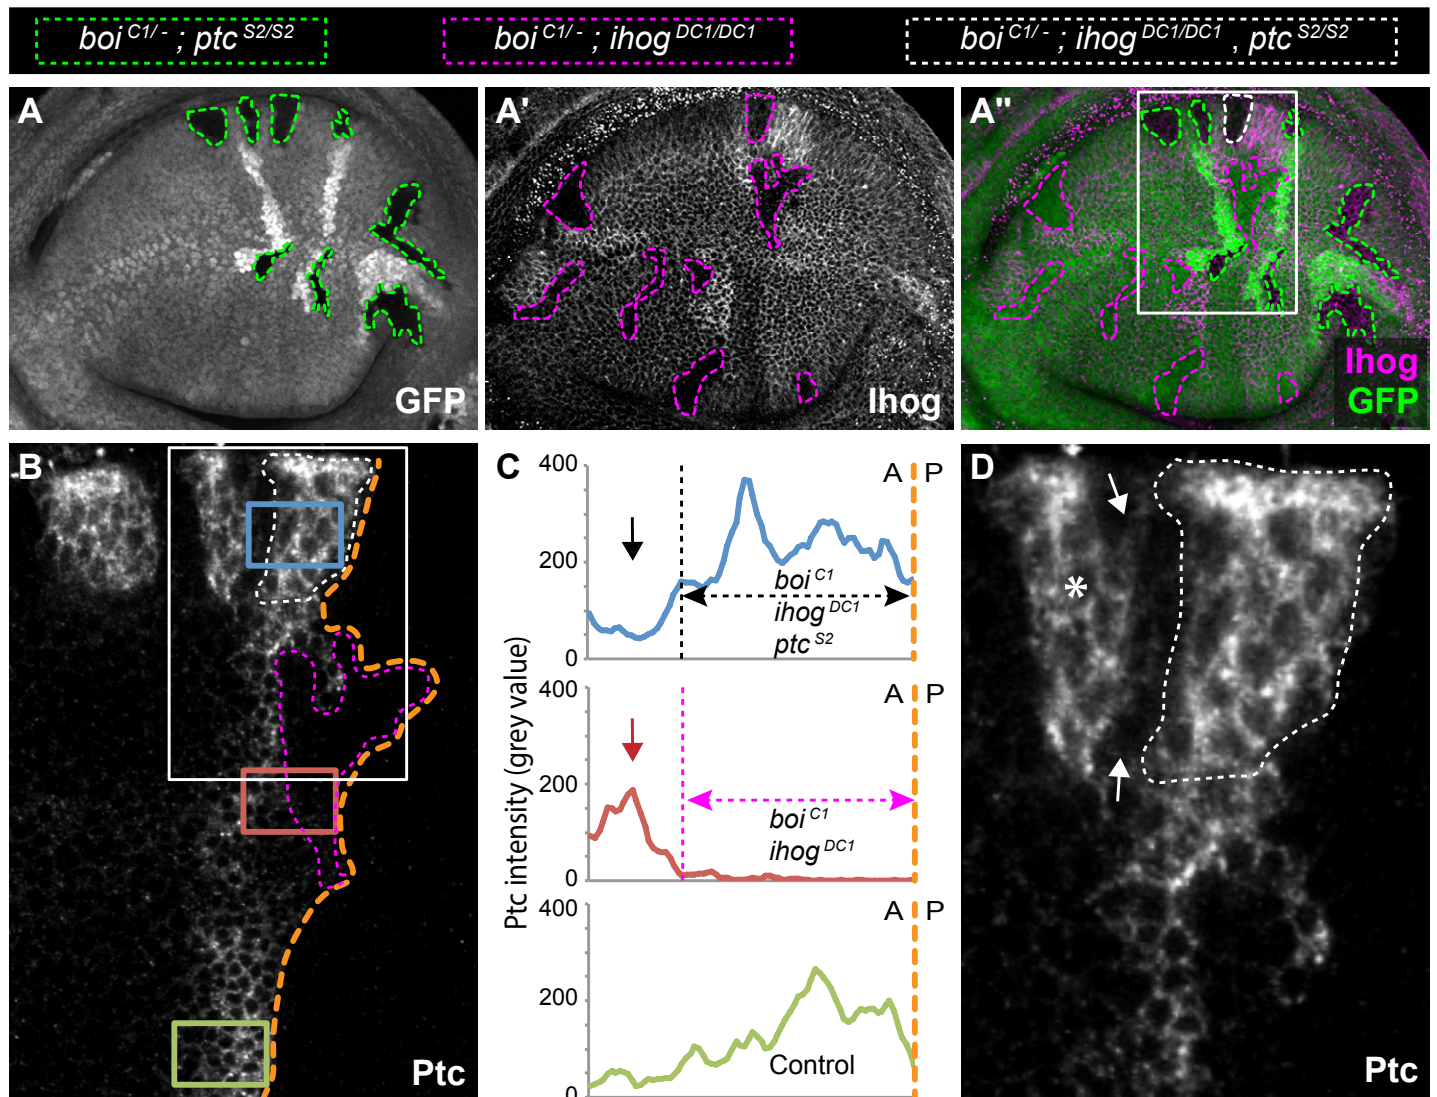 boi C1/- ; ptc S2/S2
boi C1/- ; ihog DC1/DC1
boi C1/- ; ihog DC1/DC1 , ptc S2/S2
A
GFP
A'
Ihog
A''
Ihog
GFP
B
Ptc
C
Ptc intensity (grey value)
400
200
0
A P
boi C1
ihog DC1
ptc S2
400
200
0
A P
boi C1
ihog DC1
400
200
0
A P
Control
D
*
Ptc